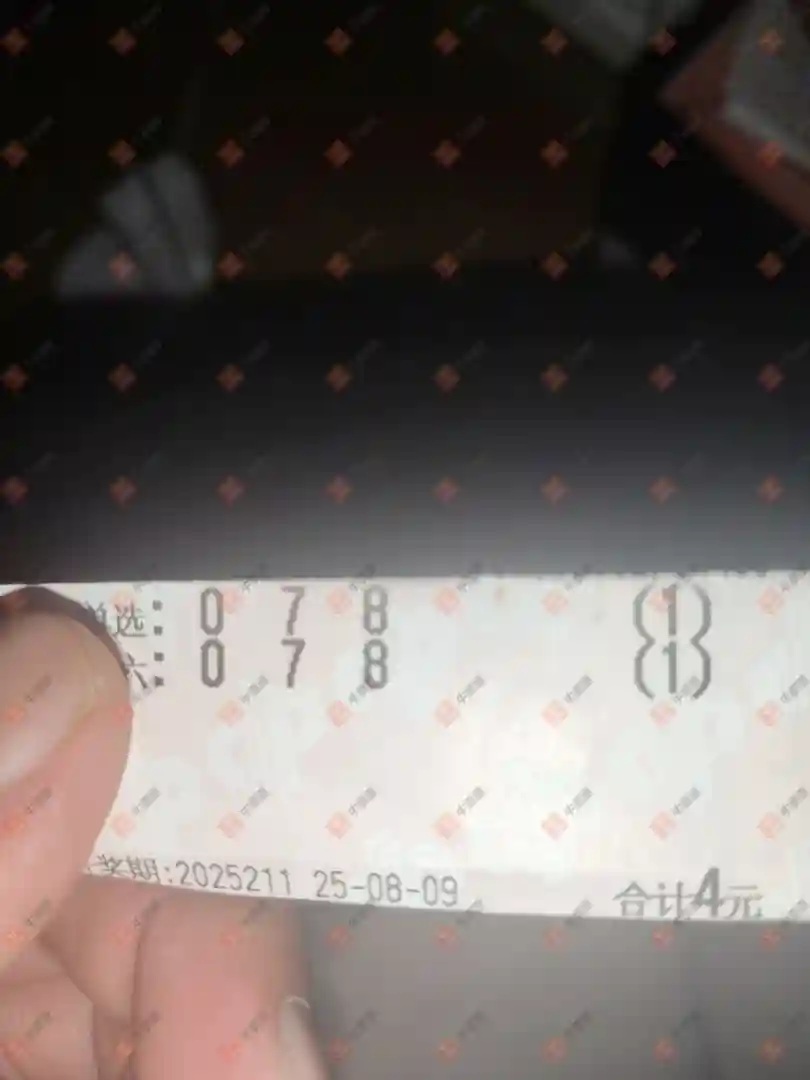 单选: 0 7 8 (1)
六: 0 7 8 (1)
奖期:2025211 25-08-09 合计4元